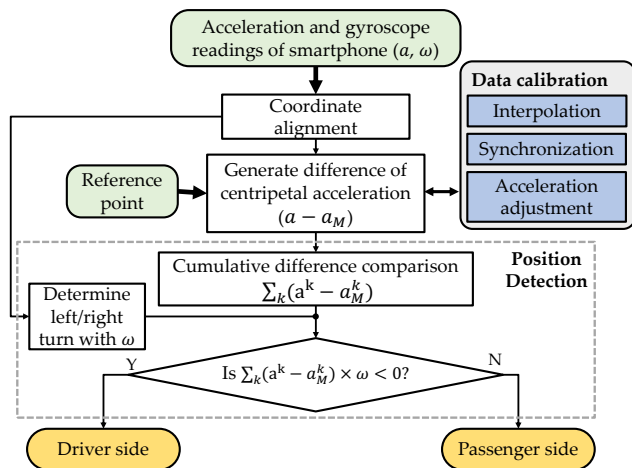 Acceleration and gyroscope
readings of smartphone (a, ω)
Data calibration
Interpolation
Synchronization
Acceleration
adjustment
Coordinate
alignment
Reference
point
Generate difference of
centripetal acceleration
(a − a_M)
Position
Detection
Cumulative difference comparison
∑_k(a^k − a_M^k)
Determine
left/right
turn with ω
Y
Is ∑_k(a^k − a_M^k) × ω < 0?
N
Driver side
Passenger side